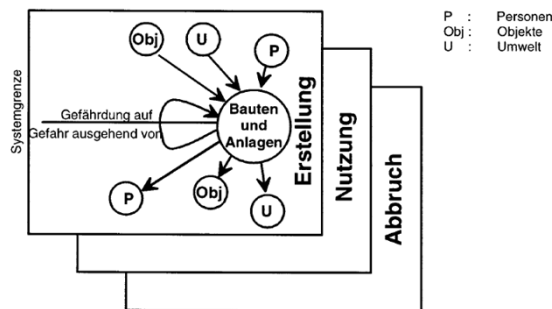 P : Personen
Obj : Objekte
U : Umwelt
Systemgrenze
Obj
U
P
Gefährdung auf
Gefahr ausgehend von
Bauten
und
Anlagen
P
Obj
U
Erstellung
Nutzung
Abbruch